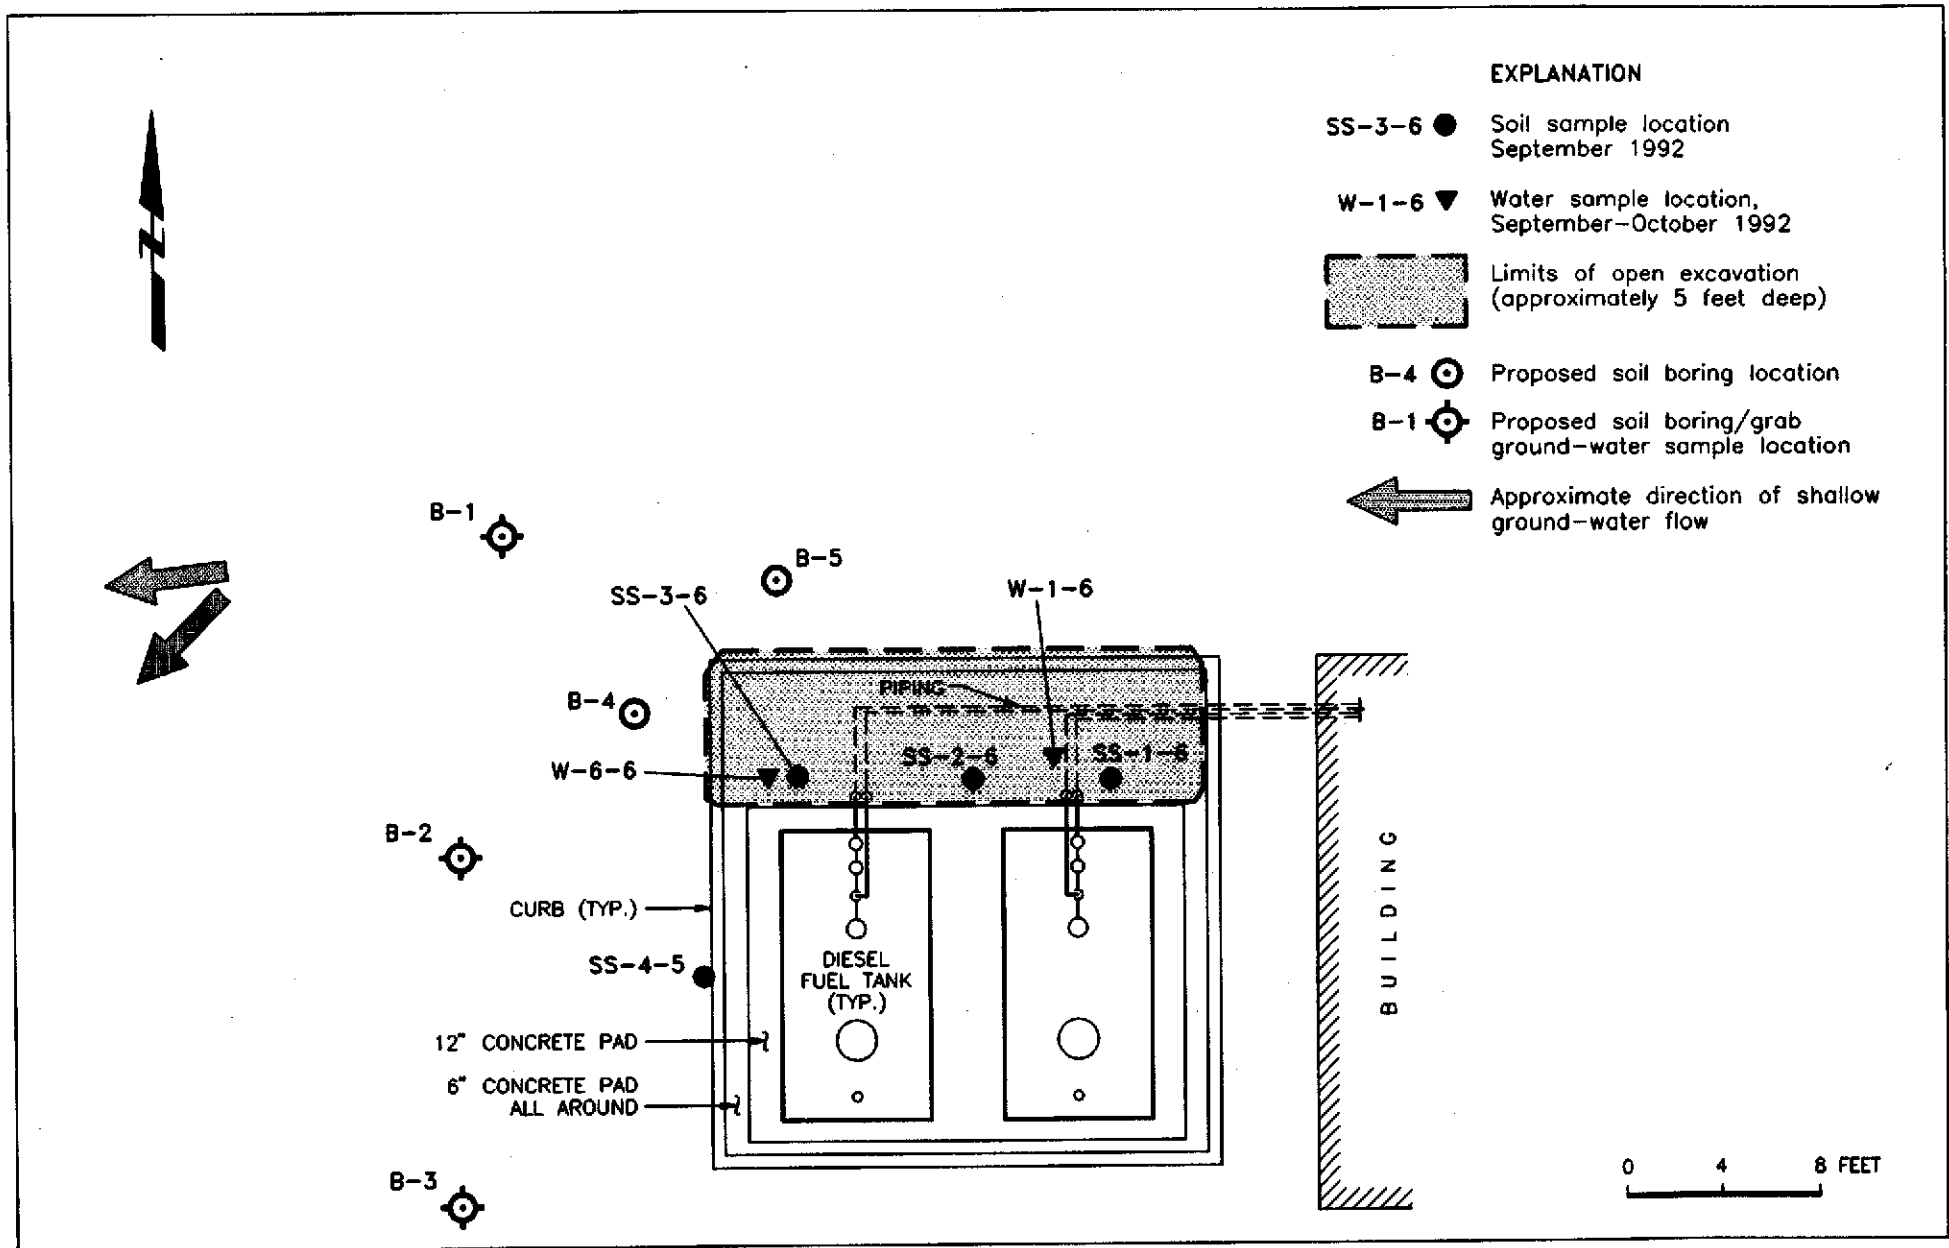 EXPLANATION
SS-3-6
Soil sample location
September 1992
W-1-6
Water sample location,
September-October 1992
Limits of open excavation
(approximately 5 feet deep)
B-4
Proposed soil boring location
B-1
Proposed soil boring/grab
ground-water sample location
Approximate direction of shallow
ground-water flow
N
B-1
B-5
SS-3-6
W-1-6
PIPING
B-4
SS-2-6
SS-1-6
W-6-6
B-2
CURB (TYP.)
SS-4-5
DIESEL
FUEL TANK
(TYP.)
BUILDING
12" CONCRETE PAD
6" CONCRETE PAD
ALL AROUND
B-3
0 4 8 FEET